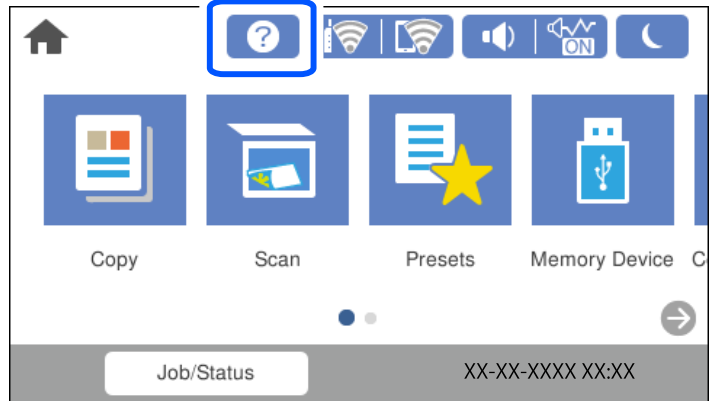 ?
ON
Copy Scan Presets Memory Device C
Job/Status XX-XX-XXXX XX:XX